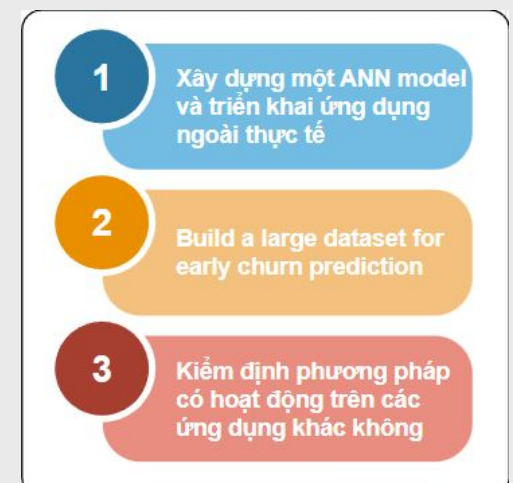 1
Xây dựng một ANN model
và triển khai ứng dụng
ngoài thực tế
2
Build a large dataset for
early churn prediction
3
Kiểm định phương pháp
có hoạt động trên các
ứng dụng khác không